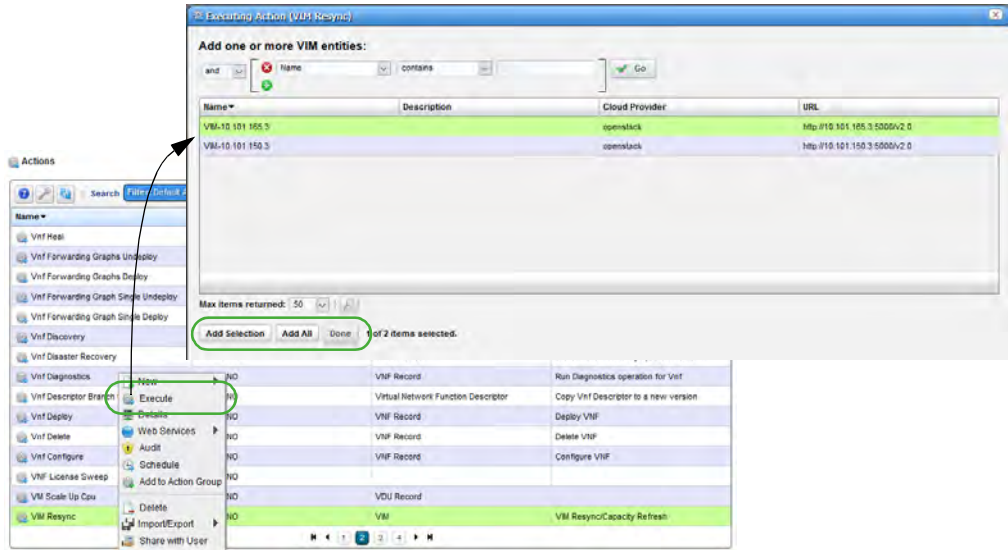 Executing Action (VIM Resync)
Add one or more VIM entities:
and Name contains Go
Name Description Cloud Provider URL
VIM-10.101.165.3 openstack http://10.101.165.3:5000/v2.0
VIM-10.101.150.3 openstack http://10.101.150.3:5000/v2.0
Max items returned: 50
Add Selection Add All Done 1 of 2 items selected.
Actions
Search Filter: Default A
Name
Vnf Heal
Vnf Forwarding Graphs Undeploy
Vnf Forwarding Graphs Deploy
Vnf Forwarding Graph Single Undeploy
Vnf Forwarding Graph Single Deploy
Vnf Discovery
Vnf Disaster Recovery
Vnf Diagnostics NO VNF Record Run Diagnostics operation for Vnf
Vnf Descriptor Branch NO Virtual Network Function Descriptor Copy Vnf Descriptor to a new version
Vnf Deploy NO VNF Record Deploy VNF
Vnf Delete NO VNF Record Delete VNF
Vnf Configure NO VNF Record Configure VNF
VNF License Sweep NO
VM Scale Up Cpu NO VDU Record
VIM Resync NO VIM VIM Resync/Capacity Refresh
New
Execute
Details
Web Services
Audit
Schedule
Add to Action Group
Delete
Import/Export
Share with User
1 2 3 4